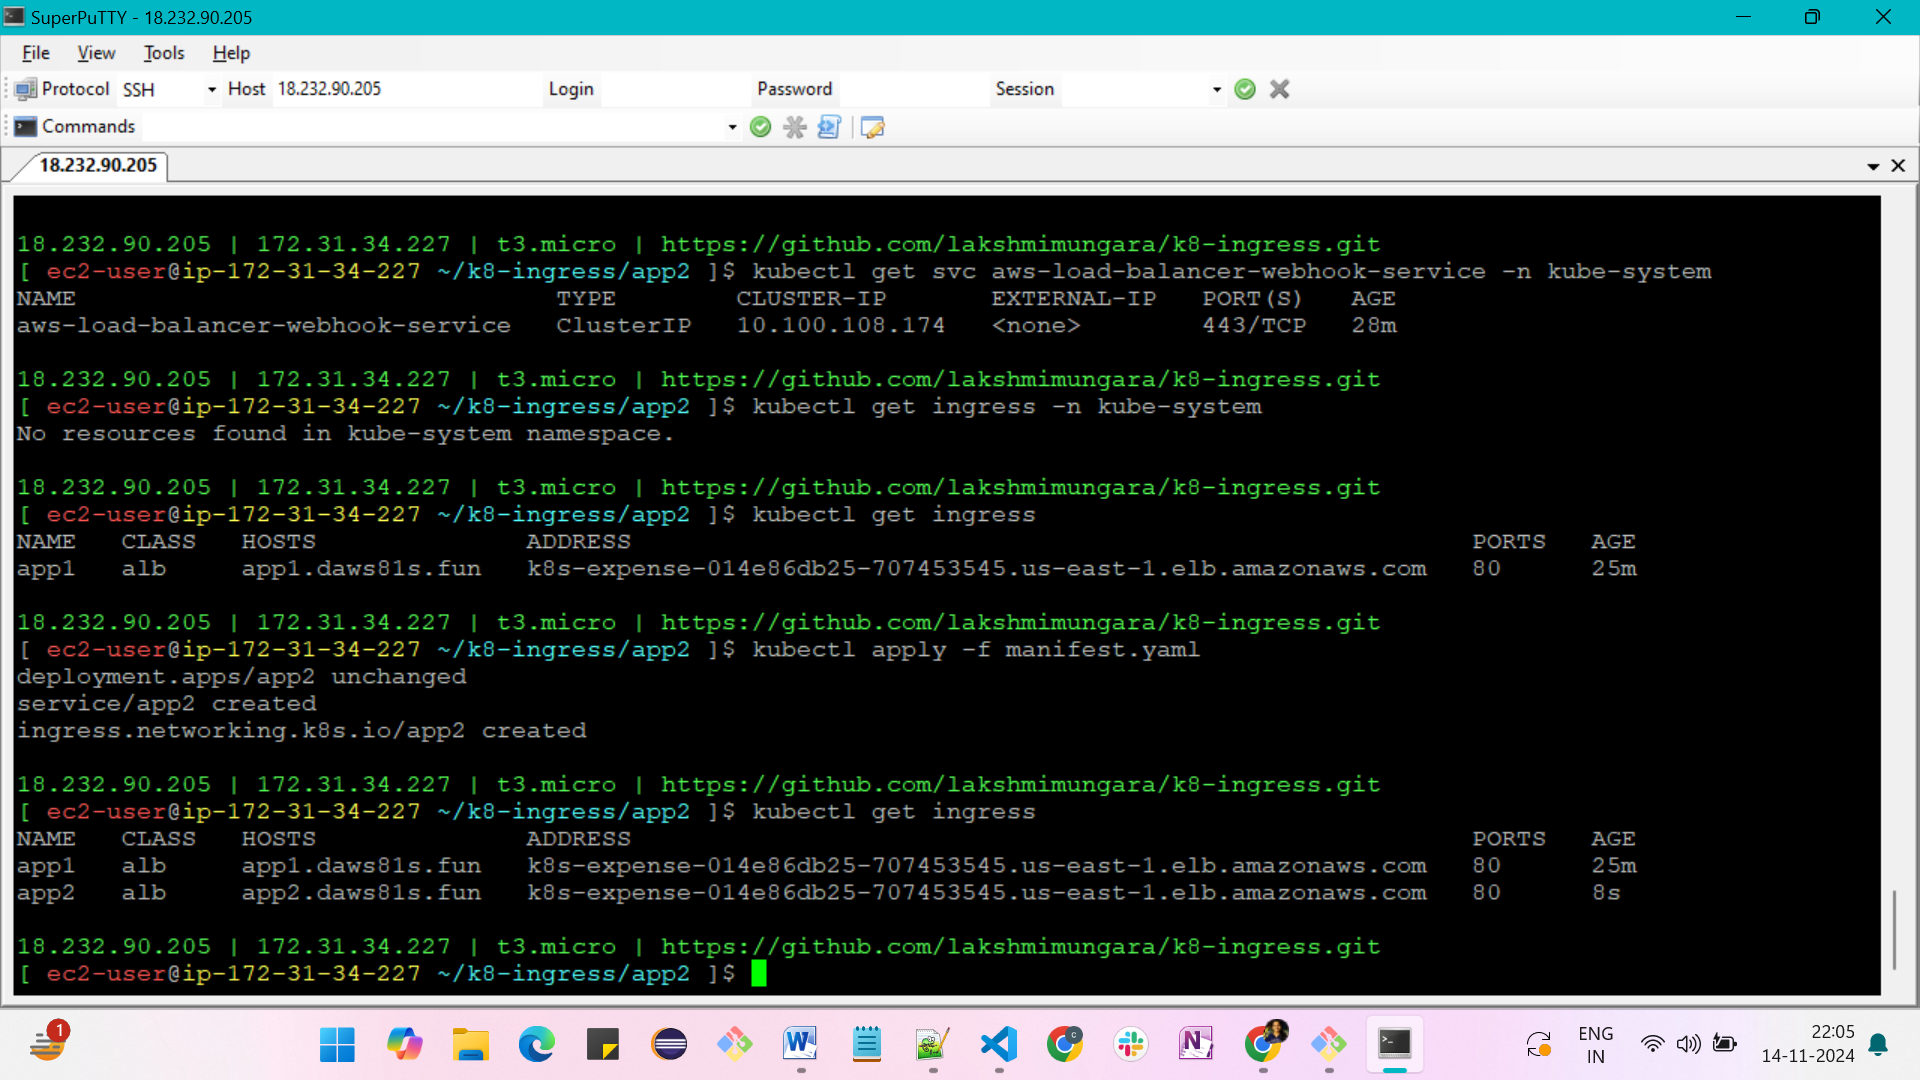 SuperPuTTY - 18.232.90.205
File View Tools Help
Protocol SSH Host 18.232.90.205 Login Password Session
Commands
18.232.90.205
18.232.90.205 | 172.31.34.227 | t3.micro | https://github.com/lakshmimungara/k8-ingress.git
[ ec2-user@ip-172-31-34-227 ~/k8-ingress/app2 ]$ kubectl get svc aws-load-balancer-webhook-service -n kube-system
NAME TYPE CLUSTER-IP EXTERNAL-IP PORT(S) AGE
aws-load-balancer-webhook-service ClusterIP 10.100.108.174 <none> 443/TCP 28m
18.232.90.205 | 172.31.34.227 | t3.micro | https://github.com/lakshmimungara/k8-ingress.git
[ ec2-user@ip-172-31-34-227 ~/k8-ingress/app2 ]$ kubectl get ingress -n kube-system
No resources found in kube-system namespace.
18.232.90.205 | 172.31.34.227 | t3.micro | https://github.com/lakshmimungara/k8-ingress.git
[ ec2-user@ip-172-31-34-227 ~/k8-ingress/app2 ]$ kubectl get ingress
NAME CLASS HOSTS ADDRESS PORTS AGE
app1 alb app1.daws81s.fun k8s-expense-014e86db25-707453545.us-east-1.elb.amazonaws.com 80 25m
18.232.90.205 | 172.31.34.227 | t3.micro | https://github.com/lakshmimungara/k8-ingress.git
[ ec2-user@ip-172-31-34-227 ~/k8-ingress/app2 ]$ kubectl apply -f manifest.yaml
deployment.apps/app2 unchanged
service/app2 created
ingress.networking.k8s.io/app2 created
18.232.90.205 | 172.31.34.227 | t3.micro | https://github.com/lakshmimungara/k8-ingress.git
[ ec2-user@ip-172-31-34-227 ~/k8-ingress/app2 ]$ kubectl get ingress
NAME CLASS HOSTS ADDRESS PORTS AGE
app1 alb app1.daws81s.fun k8s-expense-014e86db25-707453545.us-east-1.elb.amazonaws.com 80 25m
app2 alb app2.daws81s.fun k8s-expense-014e86db25-707453545.us-east-1.elb.amazonaws.com 80 8s
18.232.90.205 | 172.31.34.227 | t3.micro | https://github.com/lakshmimungara/k8-ingress.git
[ ec2-user@ip-172-31-34-227 ~/k8-ingress/app2 ]$
1
ENG
IN
22:05
14-11-2024